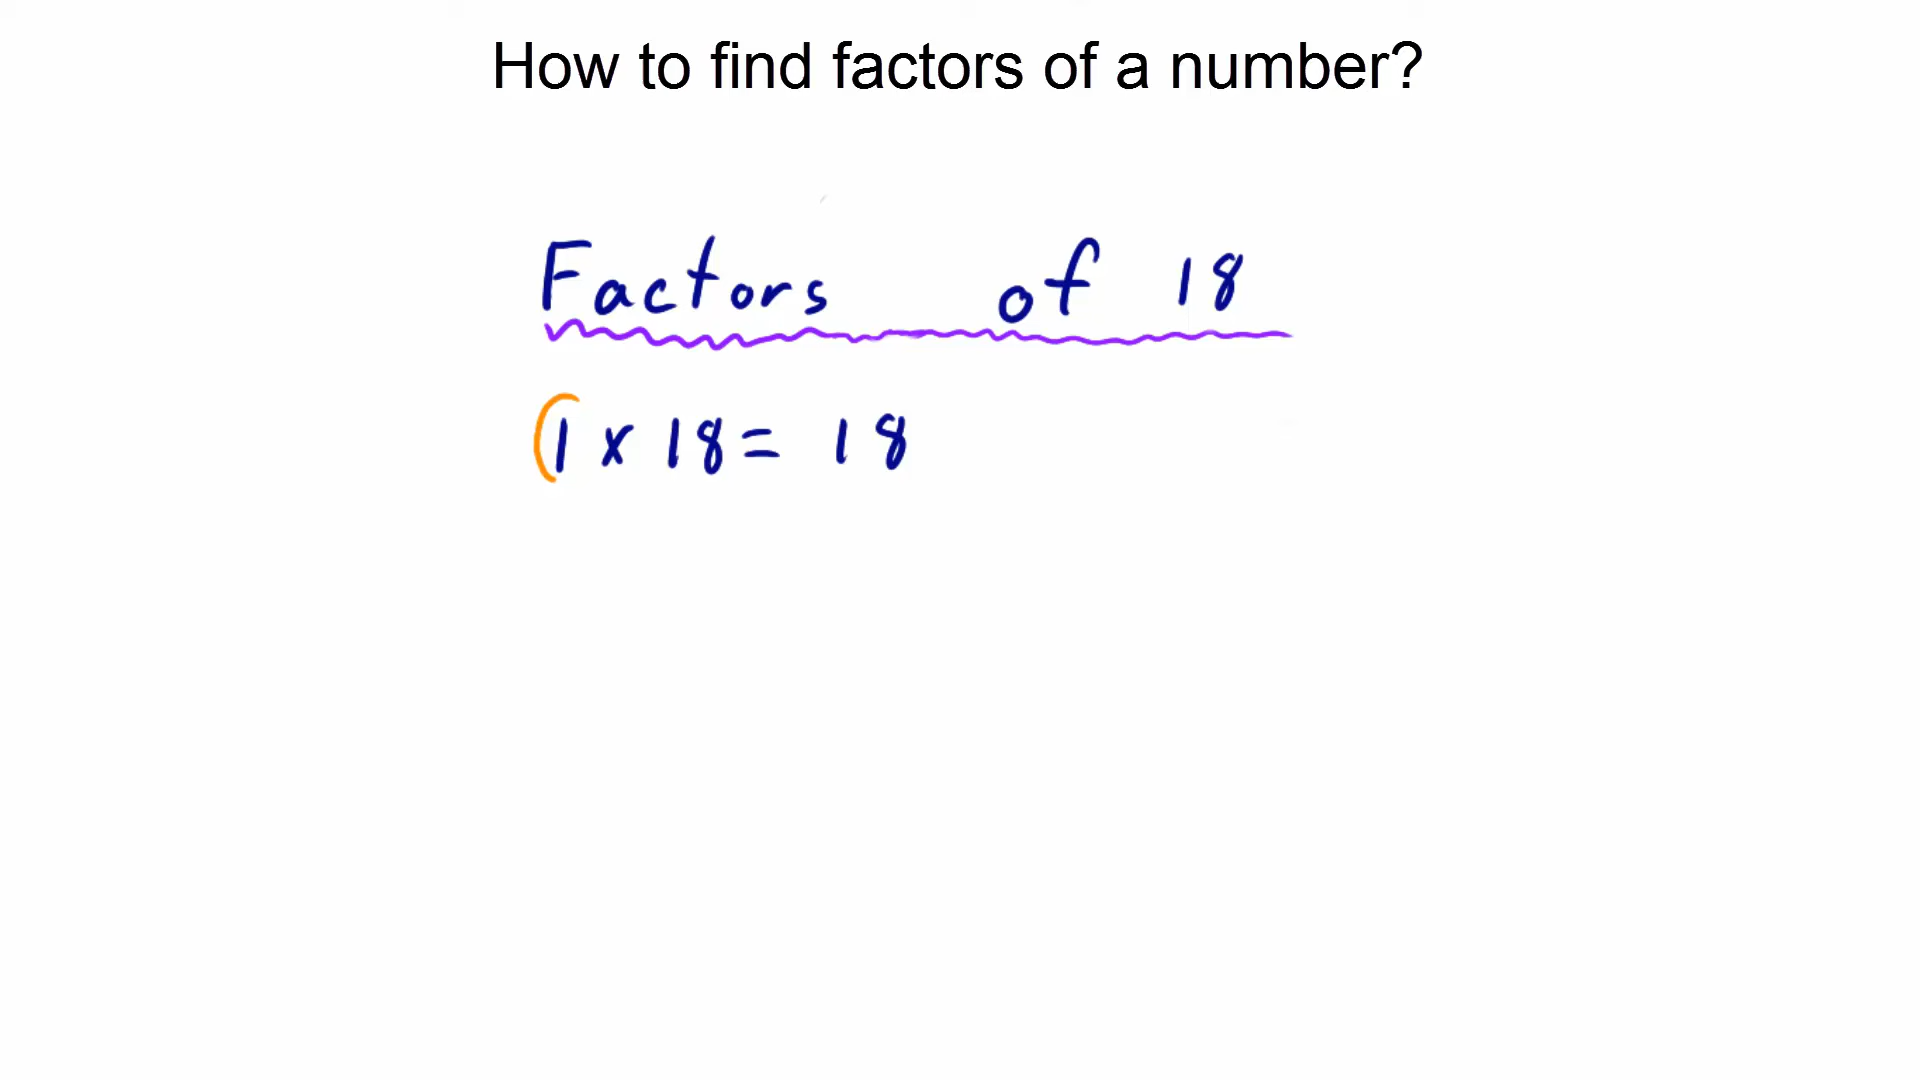 How to find factors of a number?
Factors of 18
1 x 18 = 18